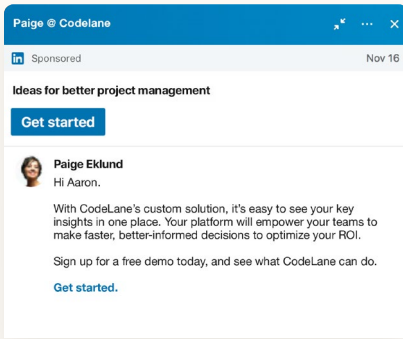 Paige @ Codelane
in Sponsored Nov 16
Ideas for better project management
Get started
Paige Eklund
Hi Aaron.
With CodeLane's custom solution, it's easy to see your key
insights in one place. Your platform will empower your teams to
make faster, better-informed decisions to optimize your ROI.
Sign up for a free demo today, and see what CodeLane can do.
Get started.